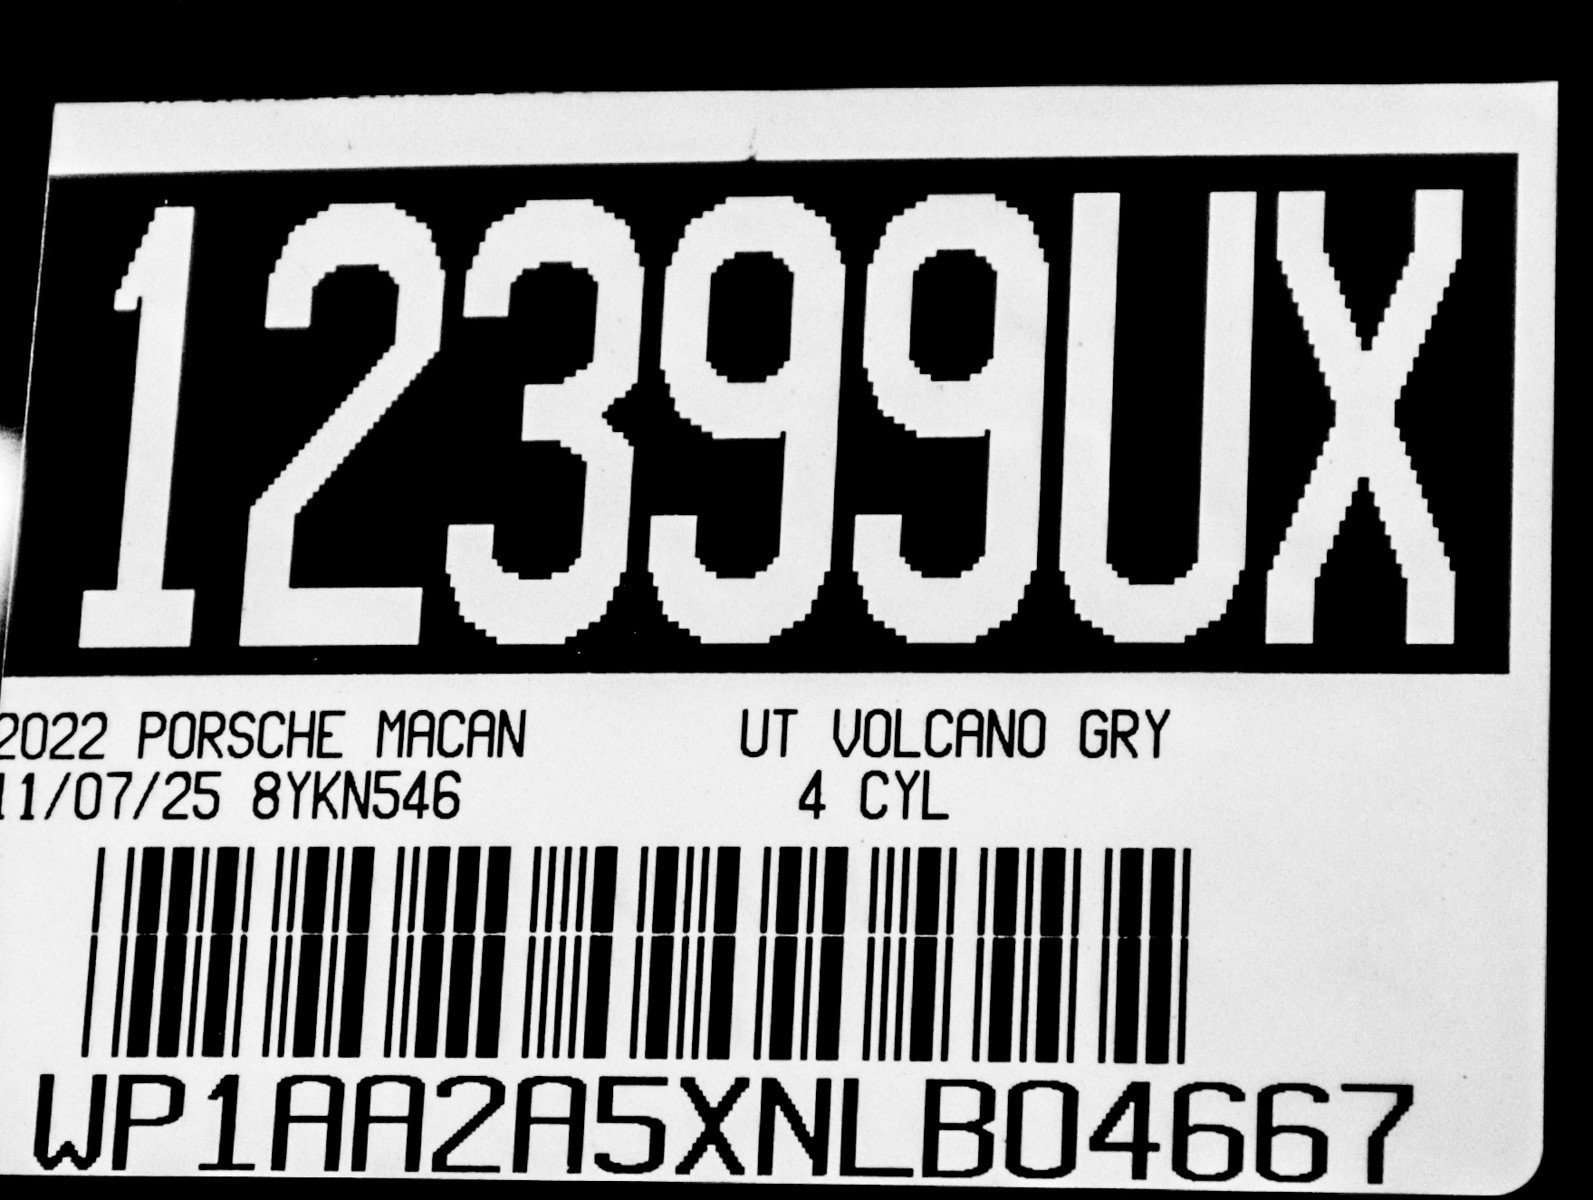 12399UX
2022 PORSCHE MACAN UT VOLCANO GRY
11/07/25 8YKN546 4 CYL
WP1AA2A5XNLB04667